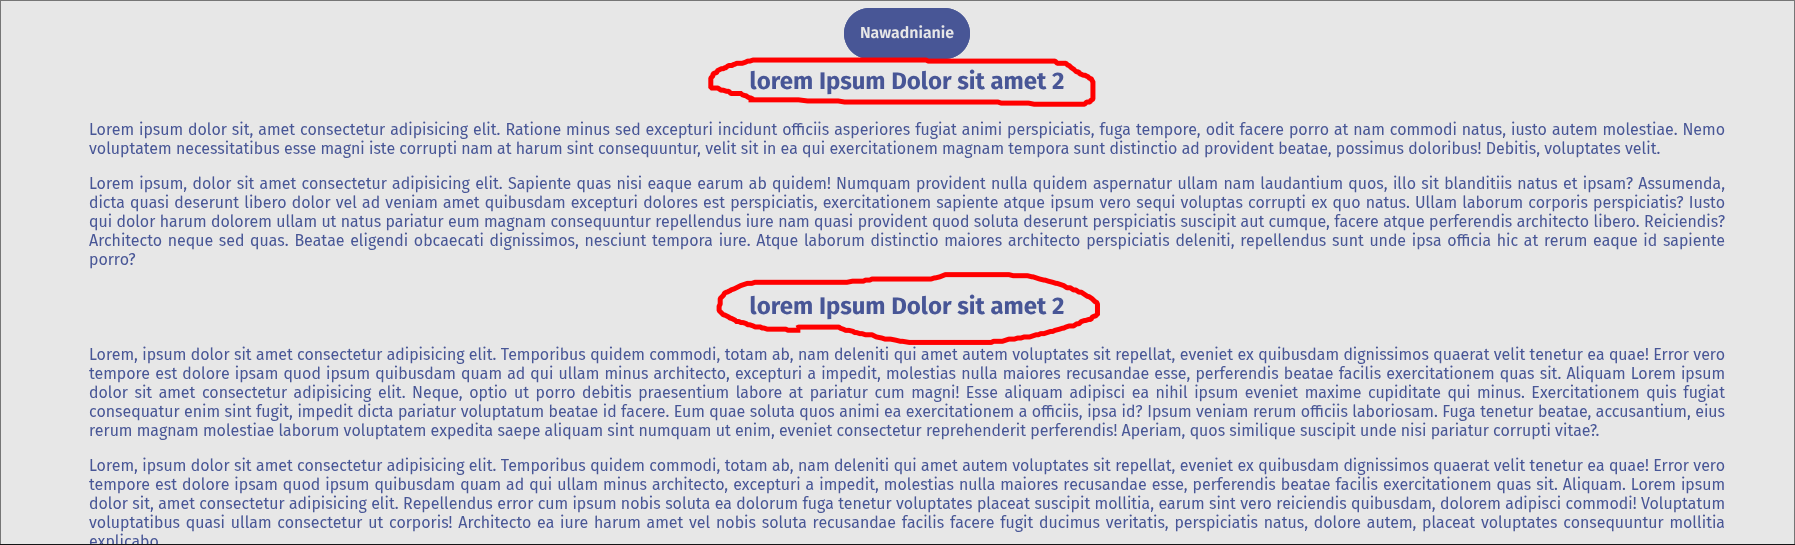 Nawadnianie
lorem Ipsum Dolor sit amet 2
Lorem ipsum dolor sit, amet consectetur adipisicing elit. Ratione minus sed excepturi incidunt officiis asperiores fugiat animi perspiciatis, fuga tempore, odit facere porro at nam commodi natus, iusto autem molestiae. Nemo
voluptatem necessitatibus esse magni iste corrupti nam at harum sint consequuntur, velit sit in ea qui exercitationem magnam tempora sunt distinctio ad provident beatae, possimus doloribus! Debitis, voluptates velit.
Lorem ipsum, dolor sit amet consectetur adipisicing elit. Sapiente quas nisi eaque earum ab quidem! Numquam provident nulla quidem aspernatur ullam nam laudantium quos, illo sit blanditiis natus et ipsam? Assumenda,
dicta quasi deserunt libero dolor vel ad veniam amet quibusdam excepturi dolores est perspiciatis, exercitationem sapiente atque ipsum vero sequi voluptas corrupti ex quo natus. Ullam laborum corporis perspiciatis? Iusto
qui dolor harum dolorem ullam ut natus pariatur eum magnam consequuntur repellendus iure nam quasi provident quod soluta deserunt perspiciatis suscipit aut cumque, facere atque perferendis architecto libero. Reiciendis?
Architecto neque sed quas. Beatae eligendi obcaecati dignissimos, nesciunt tempora iure. Atque laborum distinctio maiores architecto perspiciatis deleniti, repellendus sunt unde ipsa officia hic at rerum eaque id sapiente
porro?
lorem Ipsum Dolor sit amet 2
Lorem, ipsum dolor sit amet consectetur adipisicing elit. Temporibus quidem commodi, totam ab, nam deleniti qui amet autem voluptates sit repellat, eveniet ex quibusdam dignissimos quaerat velit tenetur ea quae! Error vero
tempore est dolore ipsam quod ipsum quibusdam quam ad qui ullam minus architecto, excepturi a impedit, molestias nulla maiores recusandae esse, perferendis beatae facilis exercitationem quas sit. Aliquam Lorem ipsum
dolor sit amet consectetur adipisicing elit. Neque, optio ut porro debitis praesentium labore at pariatur cum magni! Esse aliquam adipisci ea nihil ipsum eveniet maxime cupiditate qui minus. Exercitationem quis fugiat
consequatur enim sint fugit, impedit dicta pariatur voluptatum beatae id facere. Eum quae soluta quos animi ea exercitationem a officiis, ipsa id? Ipsum veniam rerum officiis laboriosam. Fuga tenetur beatae, accusantium, eius
rerum magnam molestiae laborum voluptatem expedita saepe aliquam sint numquam ut enim, eveniet consectetur reprehenderit perferendis! Aperiam, quos similique suscipit unde nisi pariatur corrupti vitae?.
Lorem, ipsum dolor sit amet consectetur adipisicing elit. Temporibus quidem commodi, totam ab, nam deleniti qui amet autem voluptates sit repellat, eveniet ex quibusdam dignissimos quaerat velit tenetur ea quae! Error vero
tempore est dolore ipsam quod ipsum quibusdam quam ad qui ullam minus architecto, excepturi a impedit, molestias nulla maiores recusandae esse, perferendis beatae facilis exercitationem quas sit. Aliquam. Lorem ipsum
dolor sit, amet consectetur adipisicing elit. Repellendus error cum ipsum nobis soluta ea dolorum fuga tenetur voluptates placeat suscipit mollitia, earum sint vero reiciendis quibusdam, dolorem adipisci commodi! Voluptatum
voluptatibus quasi ullam consectetur ut corporis! Architecto ea iure harum amet vel nobis soluta recusandae facilis facere fugit ducimus veritatis, perspiciatis natus, dolore autem, placeat voluptates consequuntur mollitia
explicabo